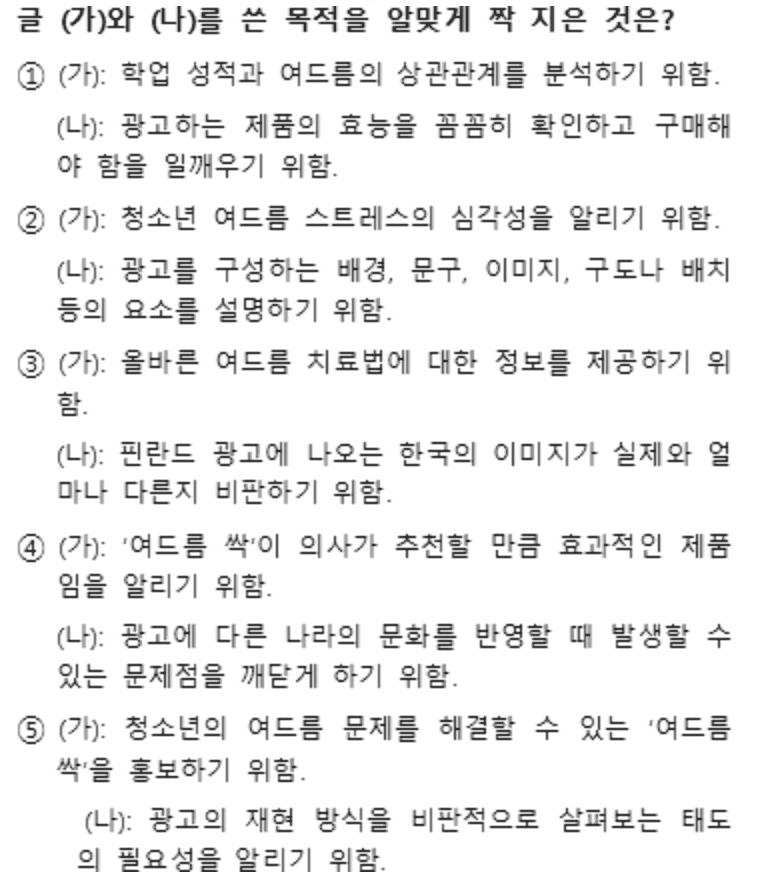 글 (가)와 (나)를 쓴 목적을 알맞게 짝 지은 것은?
① (가): 학업 성적과 여드름의 상관관계를 분석하기 위함.
(나): 광고하는 제품의 효능을 꼼꼼히 확인하고 구매해
야 함을 일깨우기 위함.
② (가): 청소년 여드름 스트레스의 심각성을 알리기 위함.
(나): 광고를 구성하는 배경, 문구, 이미지, 구도나 배치
등의 요소를 설명하기 위함.
③ (가): 올바른 여드름 치료법에 대한 정보를 제공하기 위
함.
(나): 핀란드 광고에 나오는 한국의 이미지가 실제와 얼
마나 다른지 비판하기 위함.
④ (가): '여드름 싹'이 의사가 추천할 만큼 효과적인 제품
임을 알리기 위함.
(나): 광고에 다른 나라의 문화를 반영할 때 발생할 수
있는 문제점을 깨닫게 하기 위함.
⑤ (가): 청소년의 여드름 문제를 해결할 수 있는 '여드름
싹'을 홍보하기 위함.
(나): 광고의 재현 방식을 비판적으로 살펴보는 태도
의 필요성을 알리기 위함.